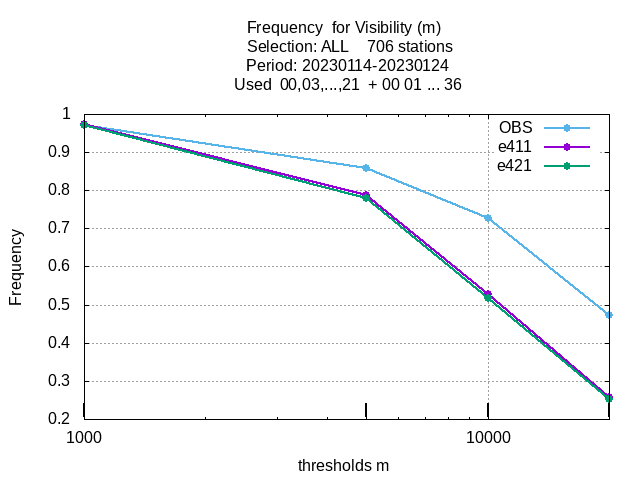 Frequency  for Visibility (m)
Selection: ALL    706 stations
Period: 20230114-20230124
Used  00,03,...,21  + 00 01 ... 36
1
0.9
0.8
0.7
0.6
0.5
0.4
0.3
0.2
Frequency
OBS
e411
e421
1000
10000
thresholds m